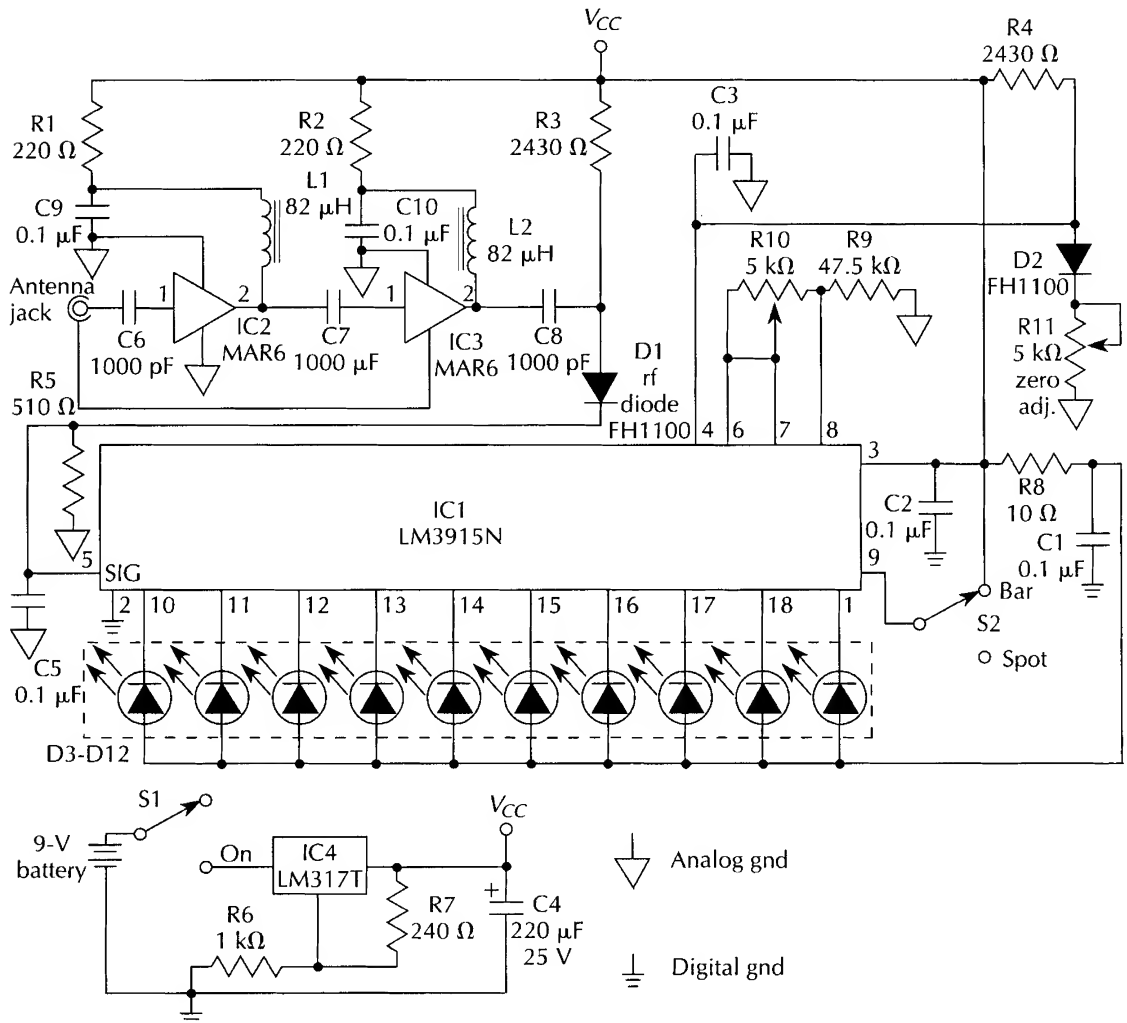 V_CC
R4
2430 Ω
C3
0.1 μF
R1
220 Ω
R2
220 Ω
R3
2430 Ω
L1
82 μH
C9
0.1 μF
C10
0.1 μF
L2
82 μH
R10
5 kΩ
R9
47.5 kΩ
D2
FH1100
Antenna
jack
1
2
1
2
IC2
MAR6
IC3
MAR6
C6
1000 pF
C7
1000 μF
C8
1000 pF
R11
5 kΩ
zero
adj.
D1
rf
diode
FH1100
R5
510 Ω
4
6
7
8
3
IC1
LM3915N
C2
0.1 μF
R8
10 Ω
C1
0.1 μF
9
5
SIG
2
10
11
12
13
14
15
16
17
18
1
Bar
S2
Spot
C5
0.1 μF
D3-D12
S1
V_CC
9-V
battery
On
IC4
LM317T
Analog gnd
R7
240 Ω
+
C4
220 μF
25 V
R6
1 kΩ
Digital gnd